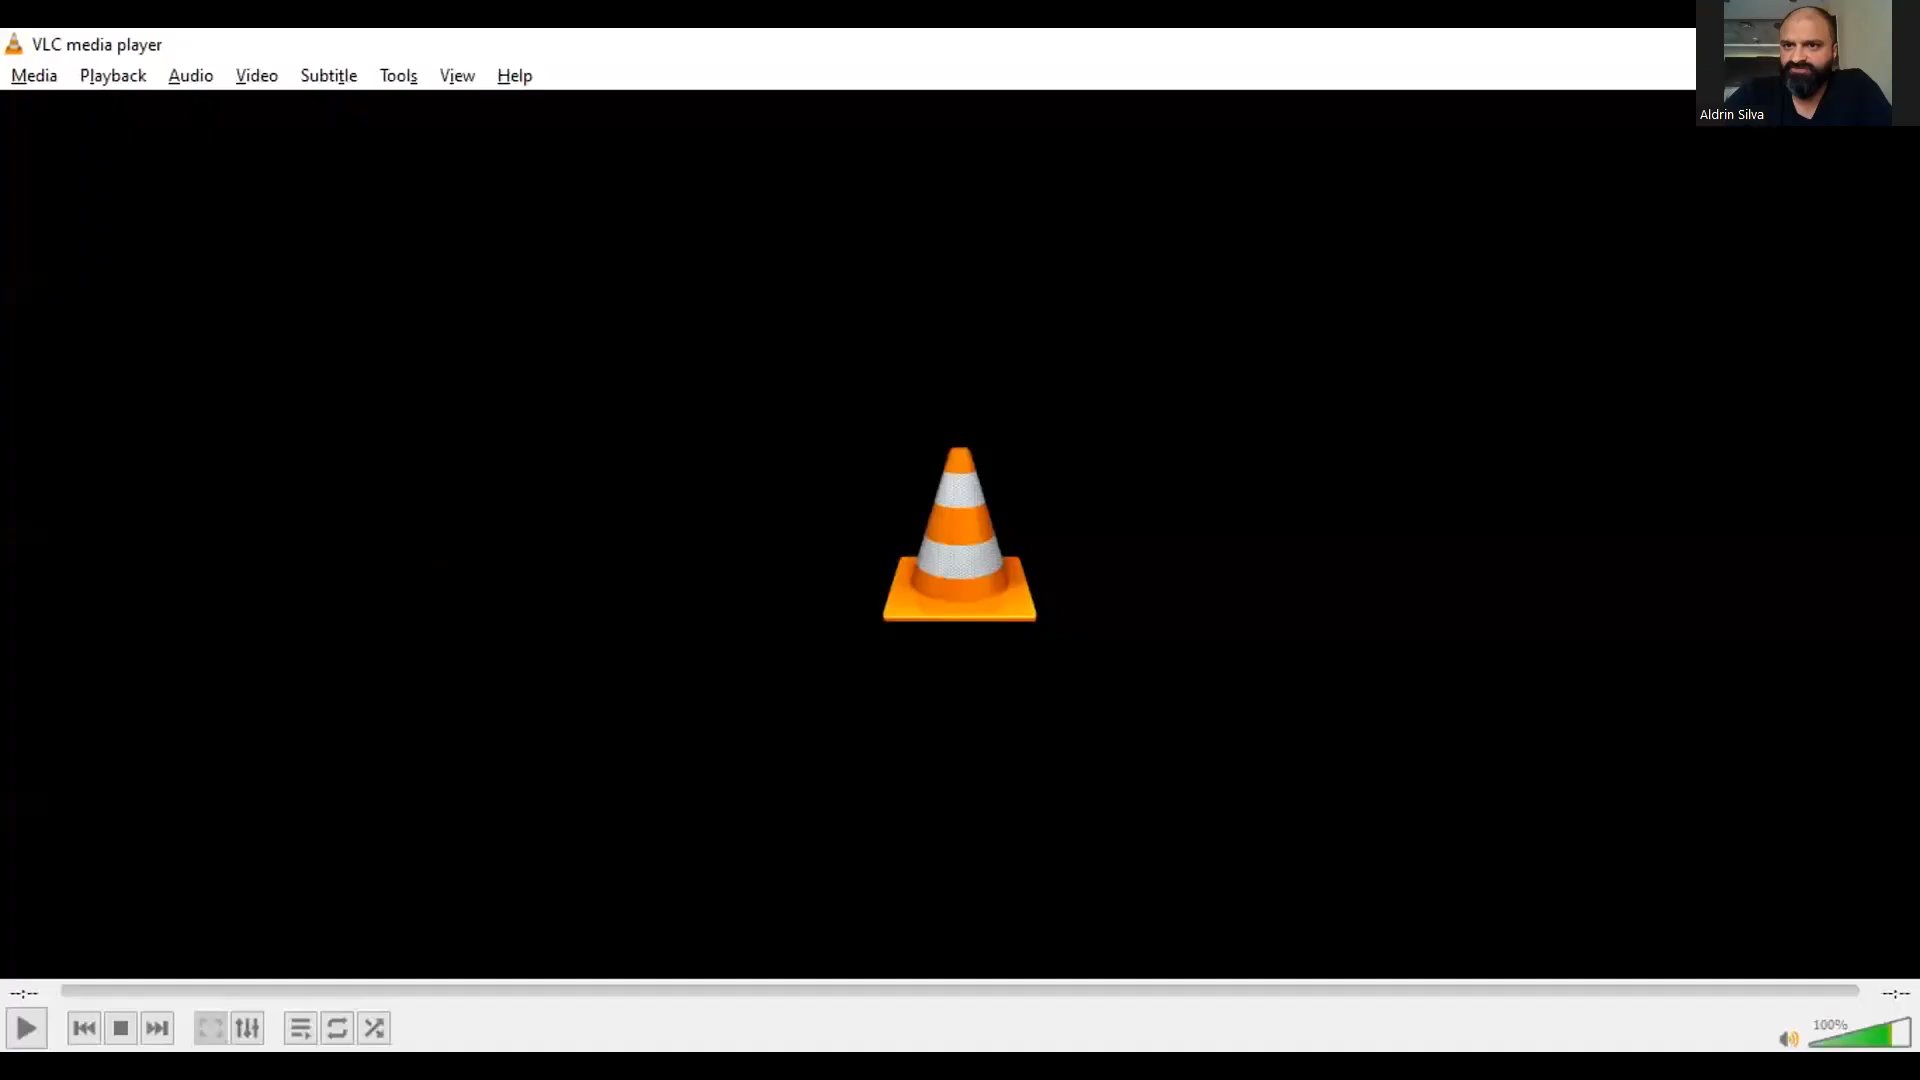 VLC media player
Media Playback Audio Video Subtitle Tools View Help
Aldrin Silva
--:-- --:--
100%